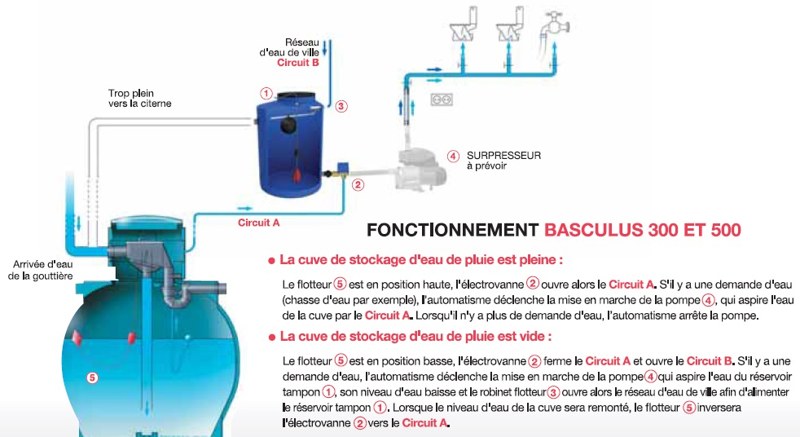 Réseau
d'eau de ville
Circuit B
Trop plein
vers la citerne
1
3
4 SURPRESSEUR
à prévoir
2
Circuit A
Arrivée d'eau
de la gouttière
5
FONCTIONNEMENT BASCULUS 300 ET 500
• La cuve de stockage d'eau de pluie est pleine :
Le flotteur 5 est en position haute, l'électrovanne 2 ouvre alors le Circuit A. S'il y a une demande d'eau
(chasse d'eau par exemple), l'automatisme déclenche la mise en marche de la pompe 4, qui aspire l'eau
de la cuve par le Circuit A. Lorsqu'il n'y a plus de demande d'eau, l'automatisme arrête la pompe.
• La cuve de stockage d'eau de pluie est vide :
Le flotteur 5 est en position basse, l'électrovanne 2 ferme le Circuit A et ouvre le Circuit B. S'il y a une
demande d'eau, l'automatisme déclenche la mise en marche de la pompe 4 qui aspire l'eau du réservoir
tampon 1, son niveau d'eau baisse et le robinet flotteur 3 ouvre alors le réseau d'eau de ville afin d'alimenter
le réservoir tampon 1. Lorsque le niveau d'eau de la cuve sera remonté, le flotteur 5 inversera
l'électrovanne 2 vers le Circuit A.